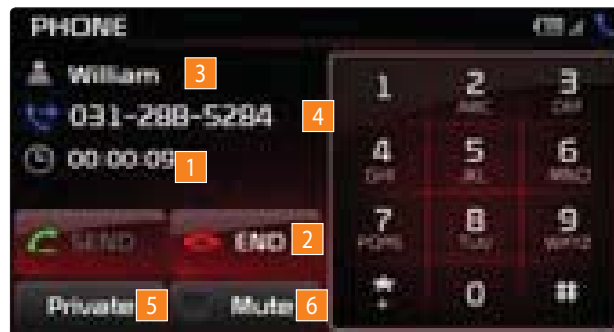 PHONE
William 3
031-288-5284 4
00:00:09 1
SEND END 2
Private 5 Mute 6
1 2 ABC 3 DEF
4 GHI 5 JKL 6 MNO
7 PQRS 8 TUV 9 WXYZ
* + 0 #